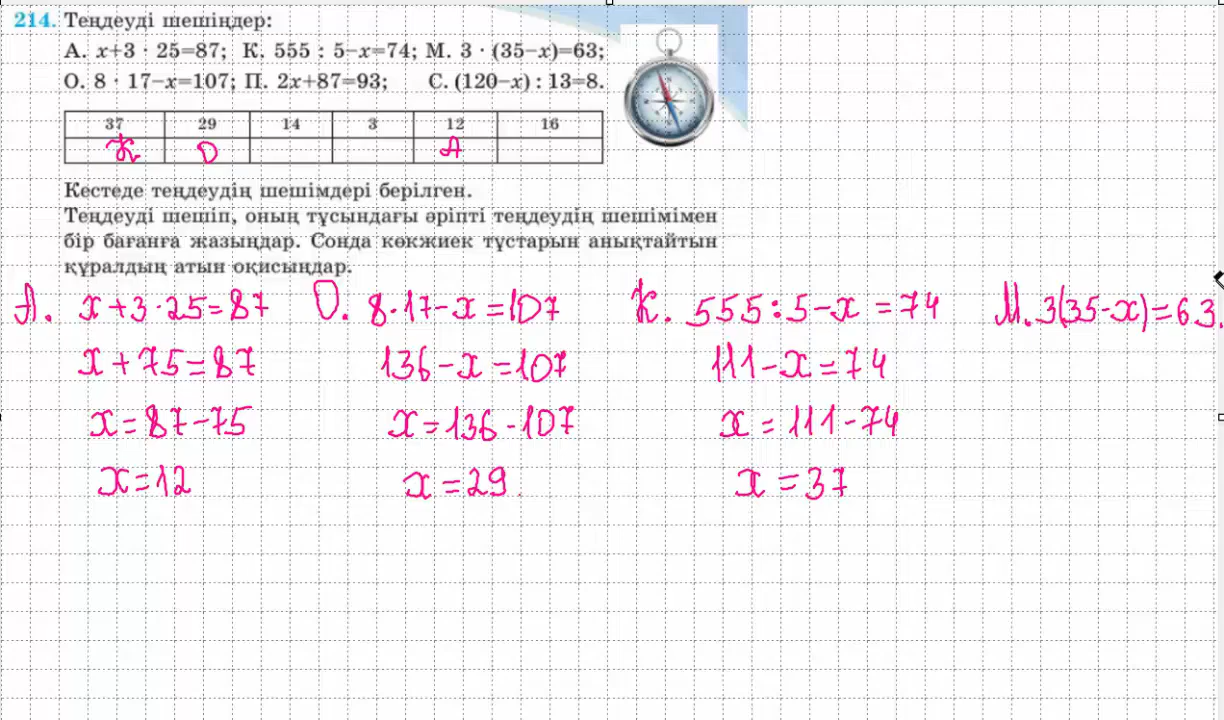 214. Теңдеуді шешіңдер:
А. x+3 · 25=87; К. 555 : 5−x=74; М. 3 · (35−x)=63;
О. 8 · 17−x=107; П. 2x+87=93; С. (120−x) : 13=8.
37 29 14 3 12 16
К О А
Кестеде теңдеудің шешімдері берілген.
Теңдеуді шешіп, оның тұсындағы әріпті теңдеудің шешімімен
бір бағанға жазыңдар. Сонда көкжиек тұстарын анықтайтын
құралдың атын оқисыңдар.
А. x+3·25=87 О. 8·17−x=107 К. 555:5−x=74 М. 3(35−x)=63.
x+75=87 136−x=107 111−x=74
x=87−75 x=136−107 x=111−74
x=12 x=29. x=37